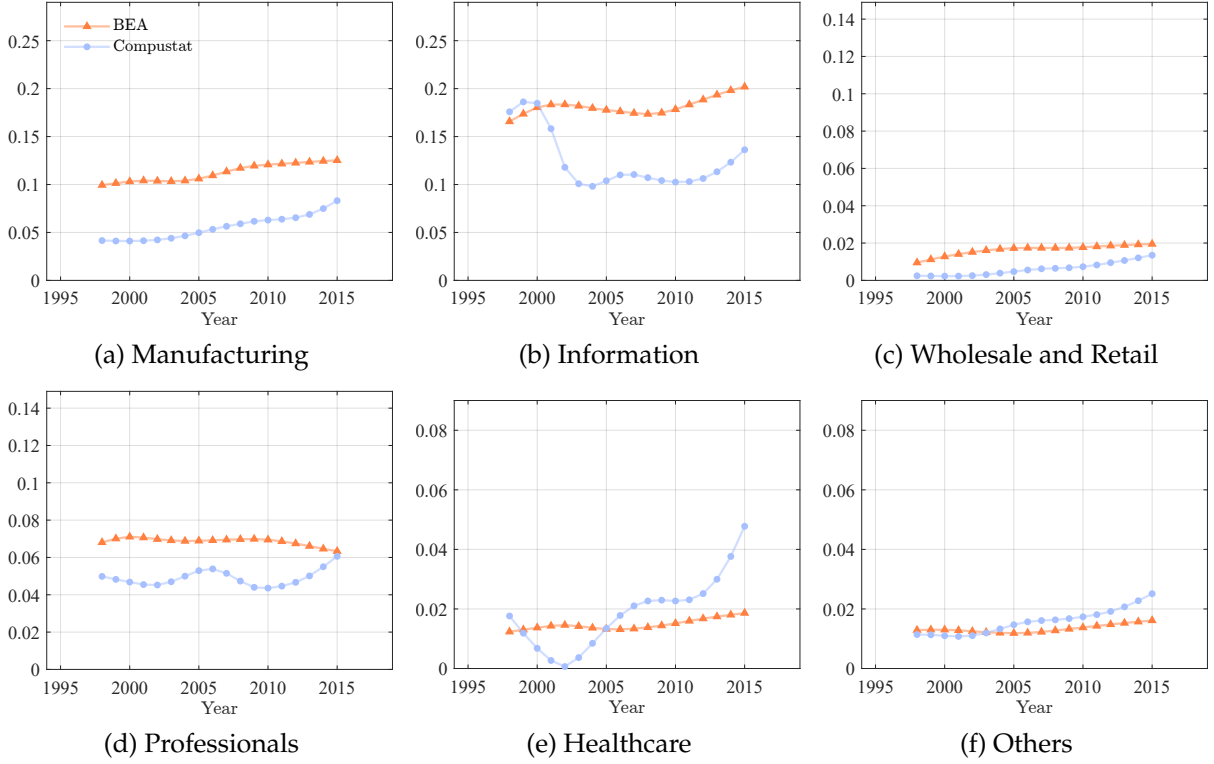 BEA
Compustat
0.25
0.2
0.15
0.1
0.05
0
1995 2000 2005 2010 2015
Year
(a) Manufacturing
0.25
0.2
0.15
0.1
0.05
0
1995 2000 2005 2010 2015
Year
(b) Information
0.14
0.12
0.1
0.08
0.06
0.04
0.02
0
1995 2000 2005 2010 2015
Year
(c) Wholesale and Retail
0.14
0.12
0.1
0.08
0.06
0.04
0.02
0
1995 2000 2005 2010 2015
Year
(d) Professionals
0.08
0.06
0.04
0.02
0
1995 2000 2005 2010 2015
Year
(e) Healthcare
0.08
0.06
0.04
0.02
0
1995 2000 2005 2010 2015
Year
(f) Others